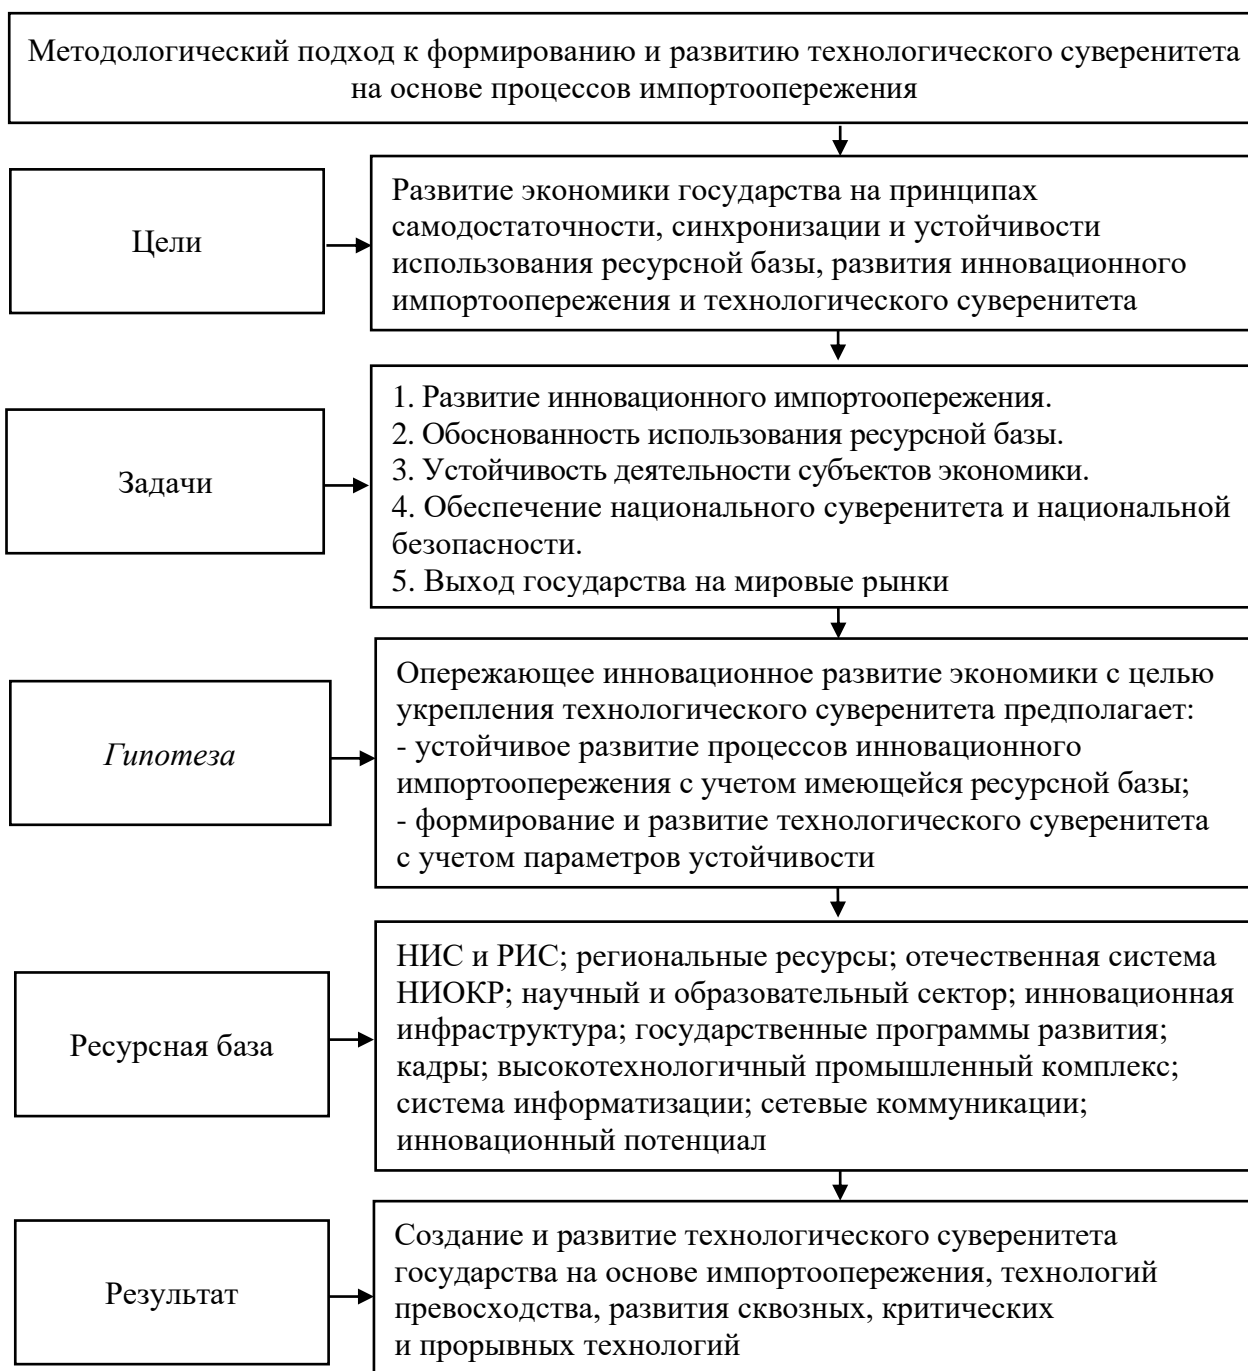 Методологический подход к формированию и развитию технологического суверенитета
на основе процессов импортоопережения
Цели
Развитие экономики государства на принципах
самодостаточности, синхронизации и устойчивости
использования ресурсной базы, развития инновационного
импортоопережения и технологического суверенитета
Задачи
1. Развитие инновационного импортоопережения.
2. Обоснованность использования ресурсной базы.
3. Устойчивость деятельности субъектов экономики.
4. Обеспечение национального суверенитета и национальной
безопасности.
5. Выход государства на мировые рынки
Гипотеза
Опережающее инновационное развитие экономики с целью
укрепления технологического суверенитета предполагает:
- устойчивое развитие процессов инновационного
импортоопережения с учетом имеющейся ресурсной базы;
- формирование и развитие технологического суверенитета
с учетом параметров устойчивости
Ресурсная база
НИС и РИС; региональные ресурсы; отечественная система
НИОКР; научный и образовательный сектор; инновационная
инфраструктура; государственные программы развития;
кадры; высокотехнологичный промышленный комплекс;
система информатизации; сетевые коммуникации;
инновационный потенциал
Результат
Создание и развитие технологического суверенитета
государства на основе импортоопережения, технологий
превосходства, развития сквозных, критических
и прорывных технологий